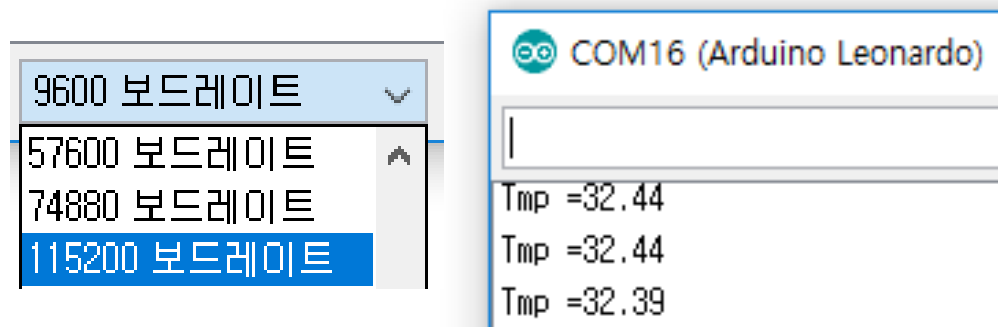 9600 보드레이트
57600 보드레이트
74880 보드레이트
115200 보드레이트
COM16 (Arduino Leonardo)
Tmp =32.44
Tmp =32.44
Tmp =32.39